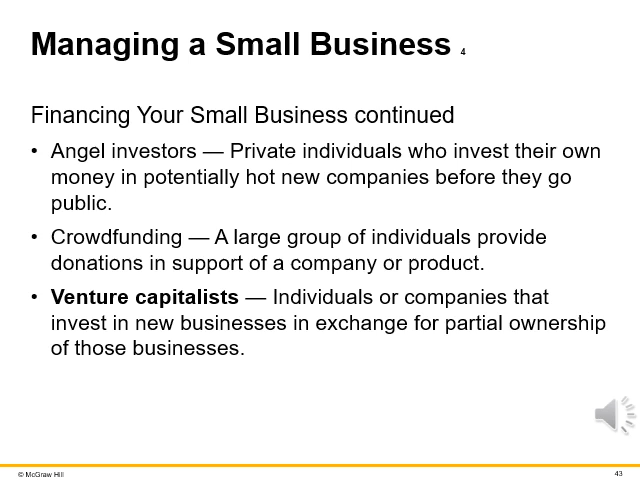 Managing a Small Business 4
Financing Your Small Business continued
• Angel investors — Private individuals who invest their own
money in potentially hot new companies before they go
public.
• Crowdfunding — A large group of individuals provide
donations in support of a company or product.
• Venture capitalists — Individuals or companies that
invest in new businesses in exchange for partial ownership
of those businesses.
© McGraw Hill
43